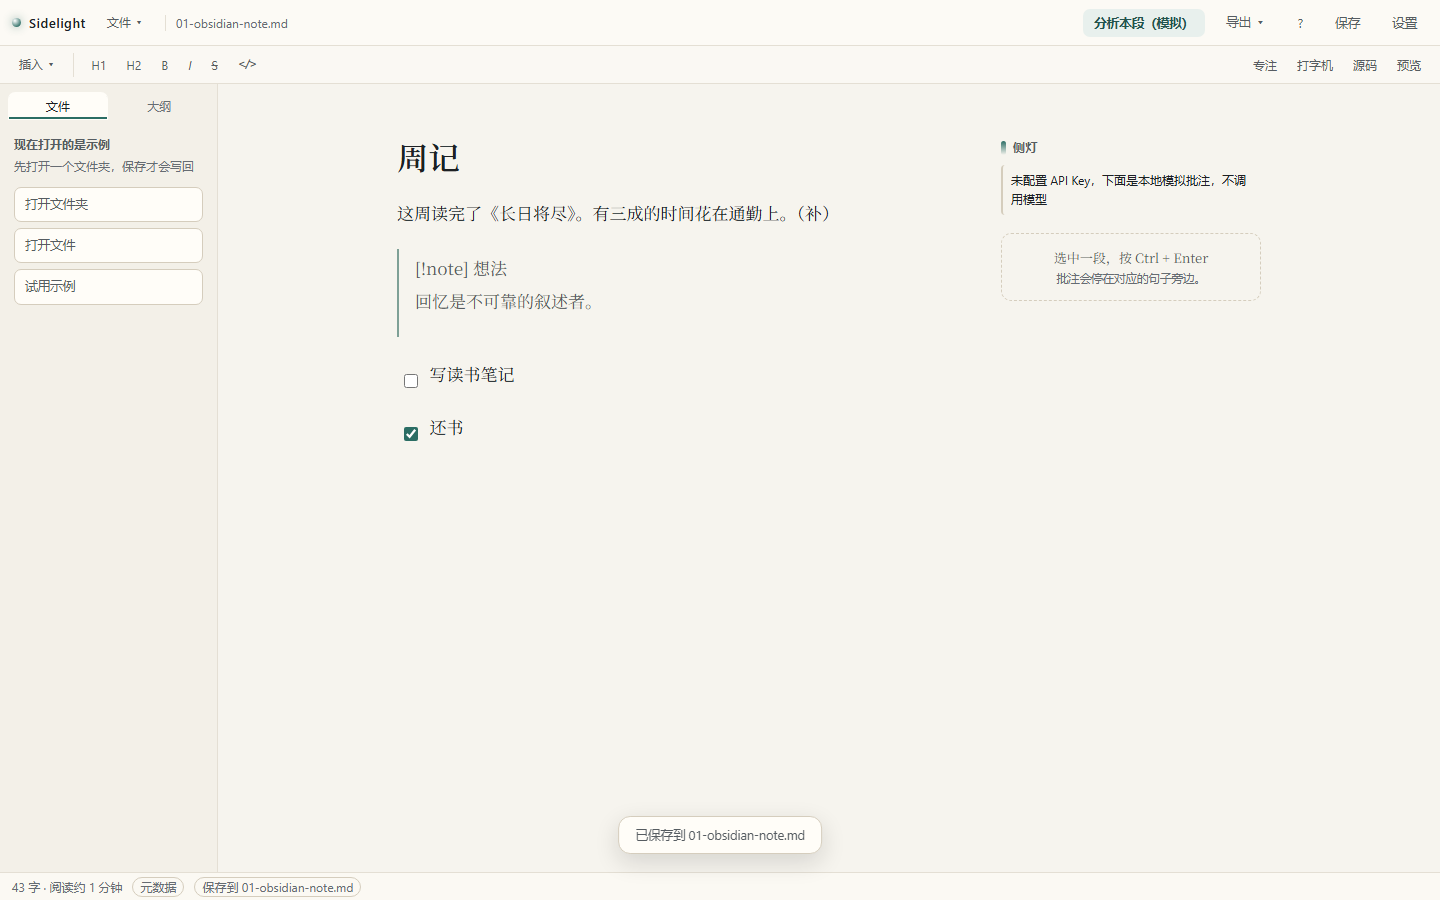 Sidelight
文件
01-obsidian-note.md
分析本段（模拟）
导出
?
保存
设置
插入
H1
H2
B
I
S
</>
专注
打字机
源码
预览
文件
大纲
现在打开的是示例
先打开一个文件夹，保存才会写回
打开文件夹
打开文件
试用示例
周记
这周读完了《长日将尽》。有三成的时间花在通勤上。（补）
[!note] 想法
回忆是不可靠的叙述者。
写读书笔记
还书
侧灯
未配置 API Key，下面是本地模拟批注，不调
用模型
选中一段，按 Ctrl + Enter
批注会停在对应的句子旁边。
已保存到 01-obsidian-note.md
43 字 · 阅读约 1 分钟
元数据
保存到 01-obsidian-note.md